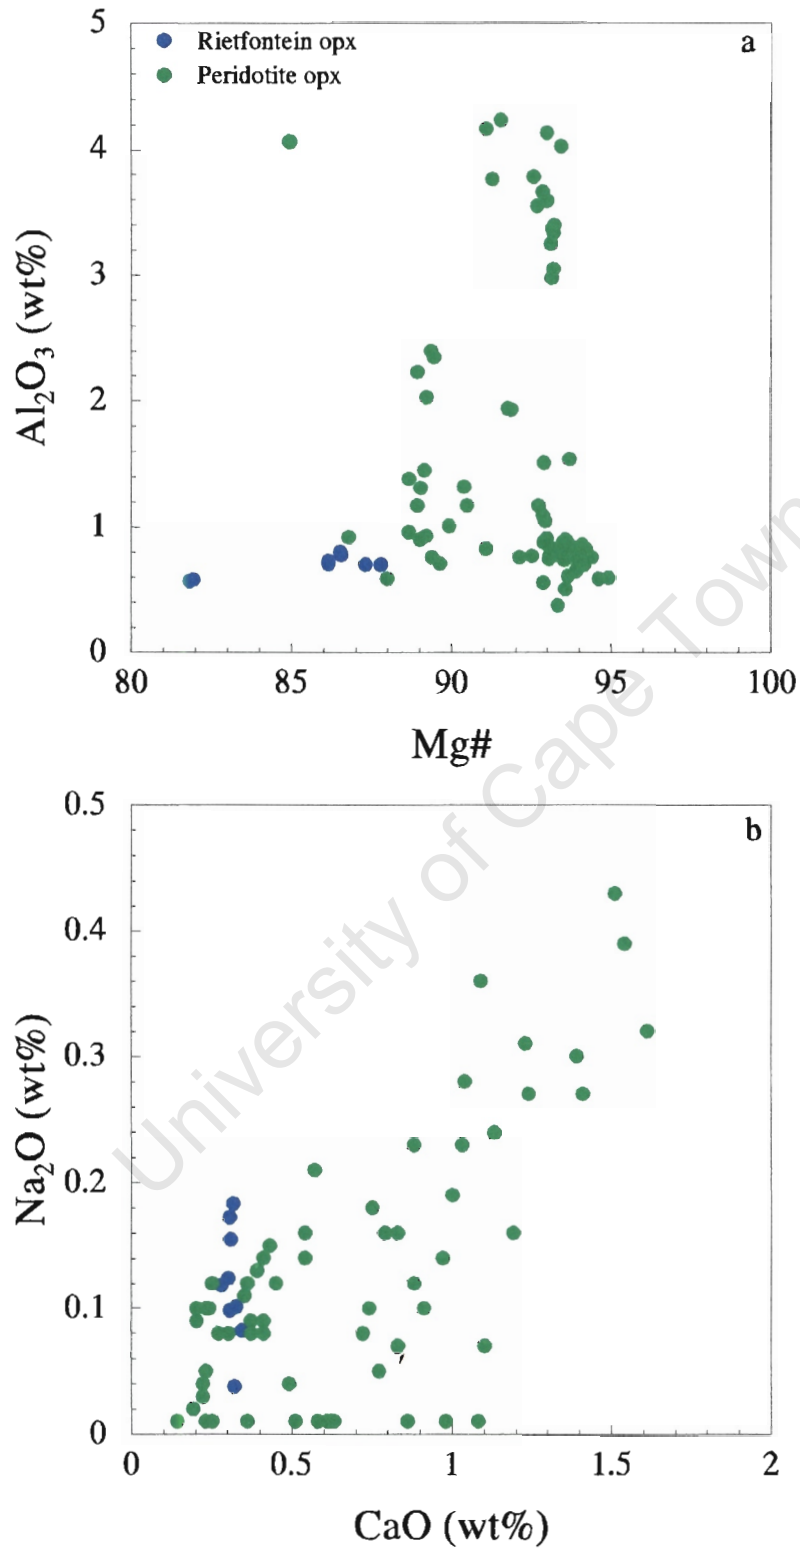 5
Rietfontein opx
a
Peridotite opx
4
3
2
1
0
80 85 90 95 100
Al₂O₃ (wt%)
Mg#
University of Cape Town
0.5
b
0.4
0.3
0.2
0.1
0
0 0.5 1 1.5 2
Na₂O (wt%)
CaO (wt%)